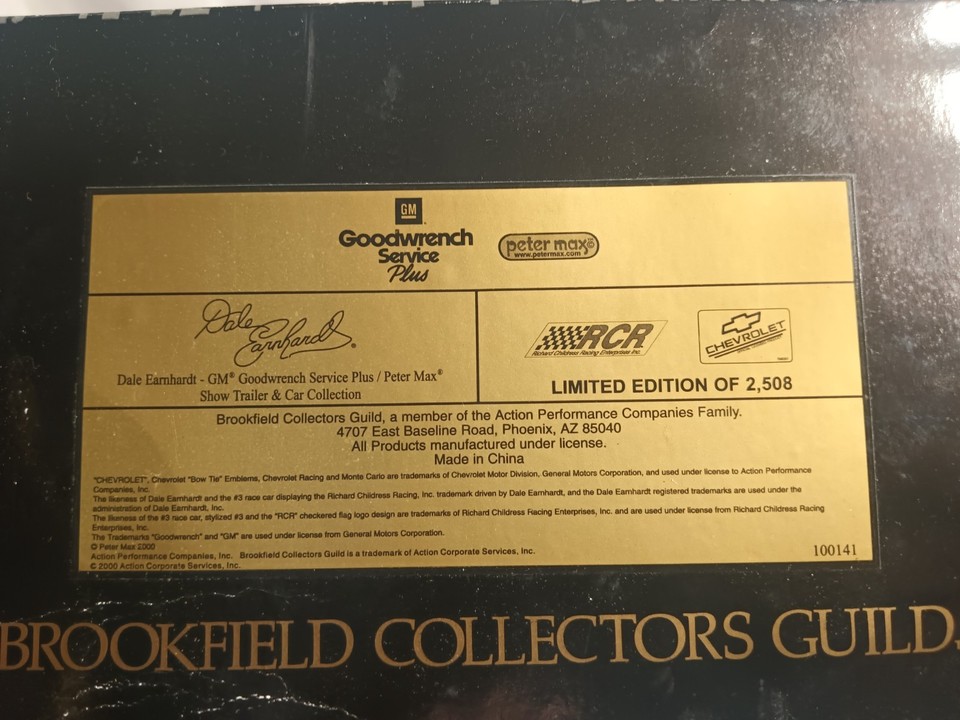 GM
Goodwrench
Service
Plus
peter max®
www.petermax.com
Dale
Earnhardt®
Dale Earnhardt - GM® Goodwrench Service Plus / Peter Max®
Show Trailer & Car Collection
RCR
Richard Childress Racing Enterprises, Inc.
CHEVROLET
LIMITED EDITION OF 2,508
Brookfield Collectors Guild, a member of the Action Performance Companies Family.
4707 East Baseline Road, Phoenix, AZ 85040
All Products manufactured under license.
Made in China
"CHEVROLET", Chevrolet "Bow Tie" Emblems, Chevrolet Racing and Monte Carlo are trademarks of Chevrolet Motor Division, General Motors Corporation, and used under license to Action Performance
Companies, Inc.
The likeness of Dale Earnhardt and the #3 race car displaying the Richard Childress Racing, Inc. trademark driven by Dale Earnhardt, and the Dale Earnhardt registered trademarks are used under the
administration of Dale Earnhardt, Inc.
The likeness of the #3 race car, stylized #3 and the "RCR" checkered flag logo design are trademarks of Richard Childress Racing Enterprises, Inc. and are used under license from Richard Childress Racing
Enterprises, Inc.
The Trademarks "Goodwrench" and "GM" are used under license from General Motors Corporation.
© Peter Max 2000
Action Performance Companies, Inc. Brookfield Collectors Guild is a trademark of Action Corporate Services, Inc.
© 2000 Action Corporate Services, Inc.
100141
BROOKFIELD COLLECTORS GUILD